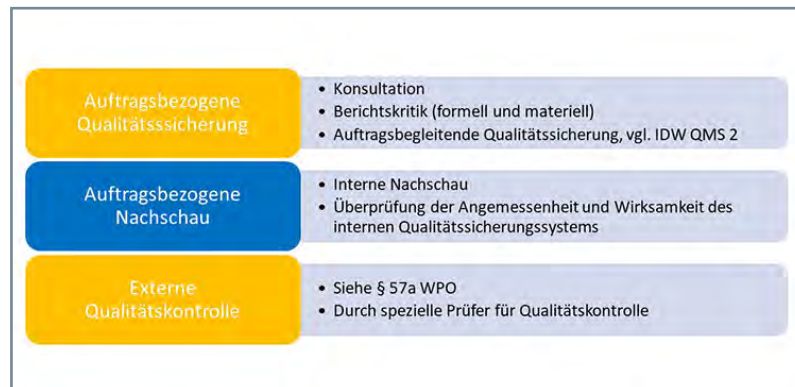 Auftragsbezogene
Qualitätsssicherung
• Konsultation
• Berichtskritik (formell und materiell)
• Auftragsbegleitende Qualitätssicherung, vgl. IDW QMS 2
Auftragsbezogene
Nachschau
• Interne Nachschau
• Überprüfung der Angemessenheit und Wirksamkeit des
internen Qualitätssicherungssystems
Externe
Qualitätskontrolle
• Siehe § 57a WPO
• Durch spezielle Prüfer für Qualitätskontrolle